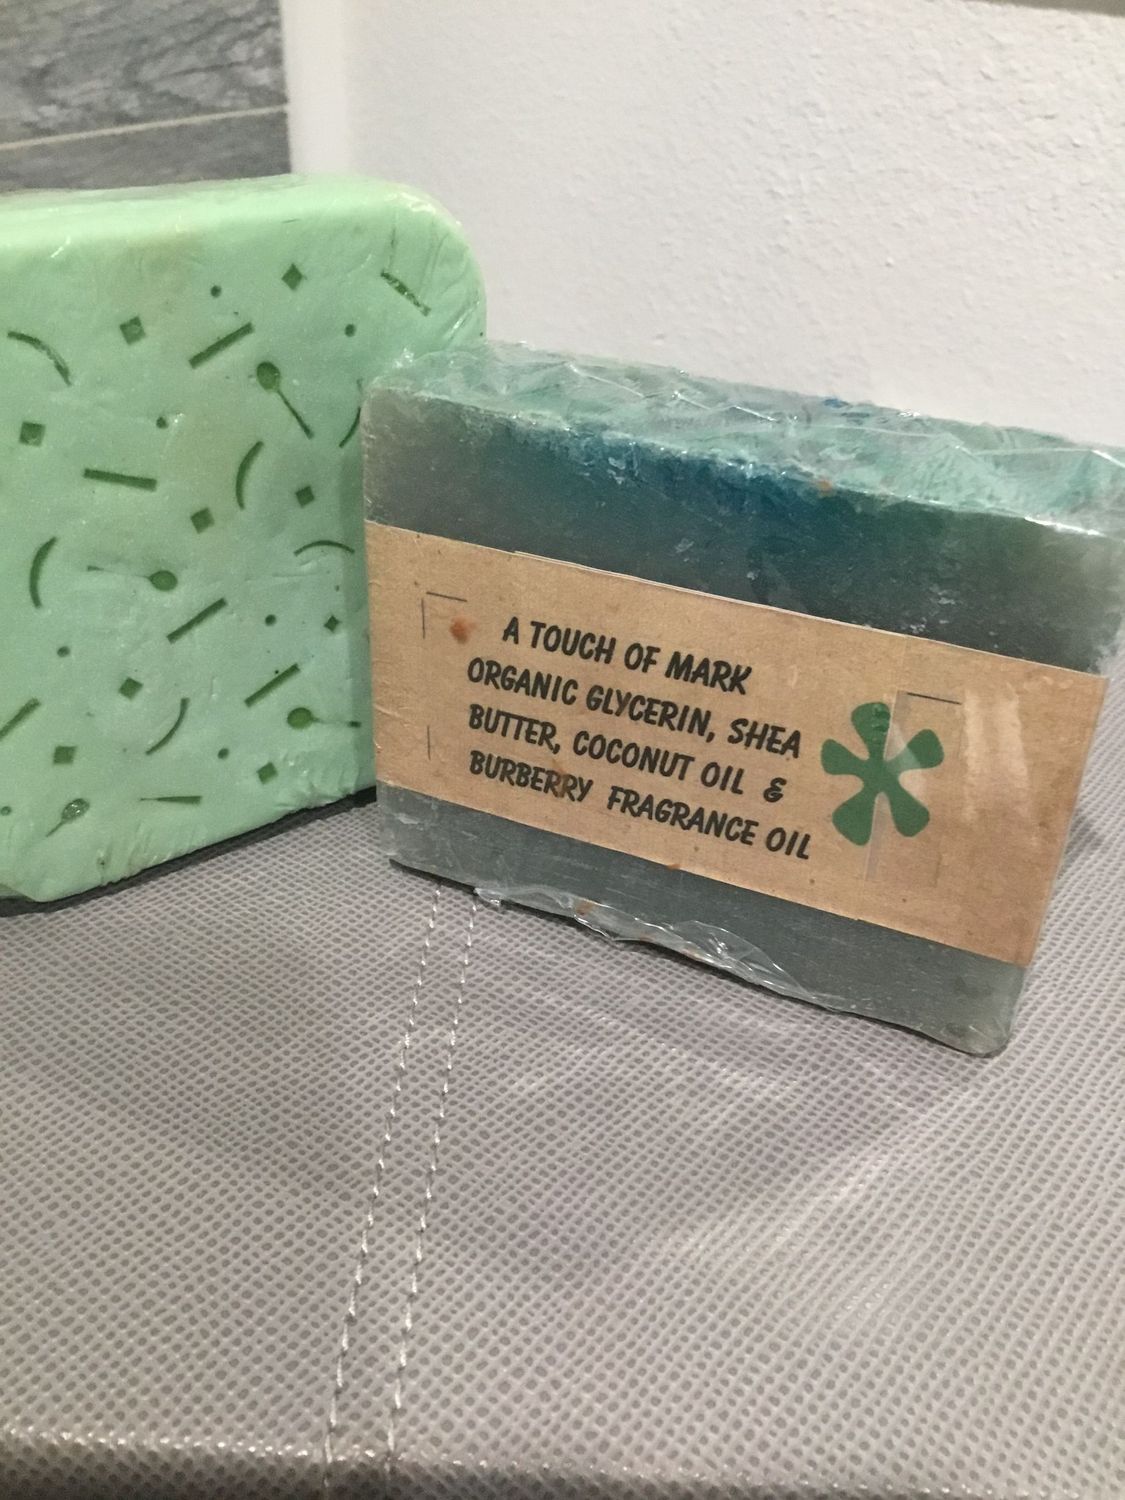 A TOUCH OF MARK
ORGANIC GLYCERIN, SHEA
BUTTER, COCONUT OIL &
BURBERRY FRAGRANCE OIL